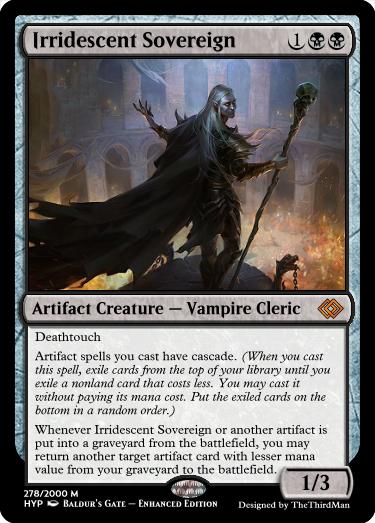 Irridescent Sovereign 1
Artifact Creature — Vampire Cleric
Deathtouch
Artifact spells you cast have cascade. (When you cast
this spell, exile cards from the top of your library until you
exile a nonland card that costs less. You may cast it
without paying its mana cost. Put the exiled cards on the
bottom in a random order.)
Whenever Irridescent Sovereign or another artifact is
put into a graveyard from the battlefield, you may
return another target artifact card with lesser mana
value from your graveyard to the battlefield.
1/3
278/2000 M
HYP Baldur's Gate — Enhanced Edition
Designed by TheThirdMan